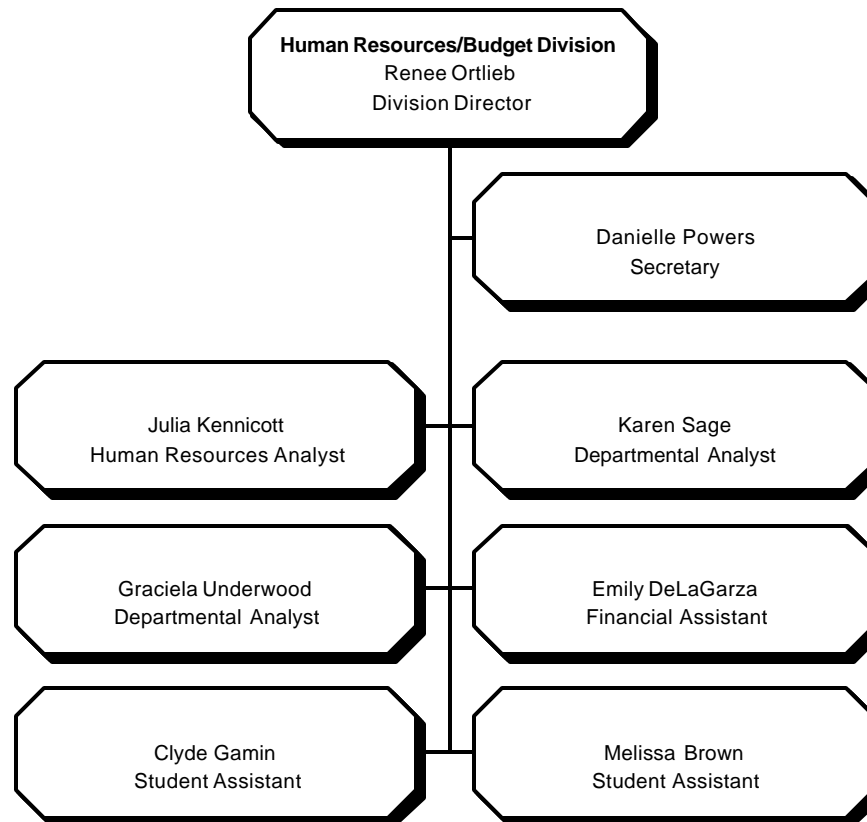 Human Resources/Budget Division
Renee Ortlieb
Division Director
Danielle Powers
Secretary
Julia Kennicott
Human Resources Analyst
Karen Sage
Departmental Analyst
Graciela Underwood
Departmental Analyst
Emily DeLaGarza
Financial Assistant
Clyde Gamin
Student Assistant
Melissa Brown
Student Assistant